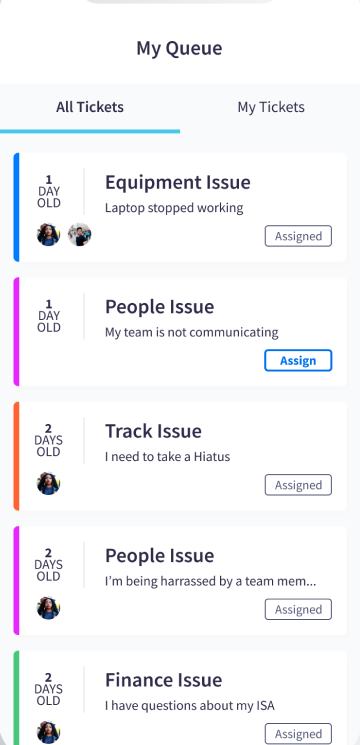 My Queue
All Tickets
My Tickets
1
DAY
OLD
Equipment Issue
Laptop stopped working
Assigned
1
DAY
OLD
People Issue
My team is not communicating
Assign
2
DAYS
OLD
Track Issue
I need to take a Hiatus
Assigned
2
DAYS
OLD
People Issue
I'm being harrassed by a team mem...
Assigned
2
DAYS
OLD
Finance Issue
I have questions about my ISA
Assigned